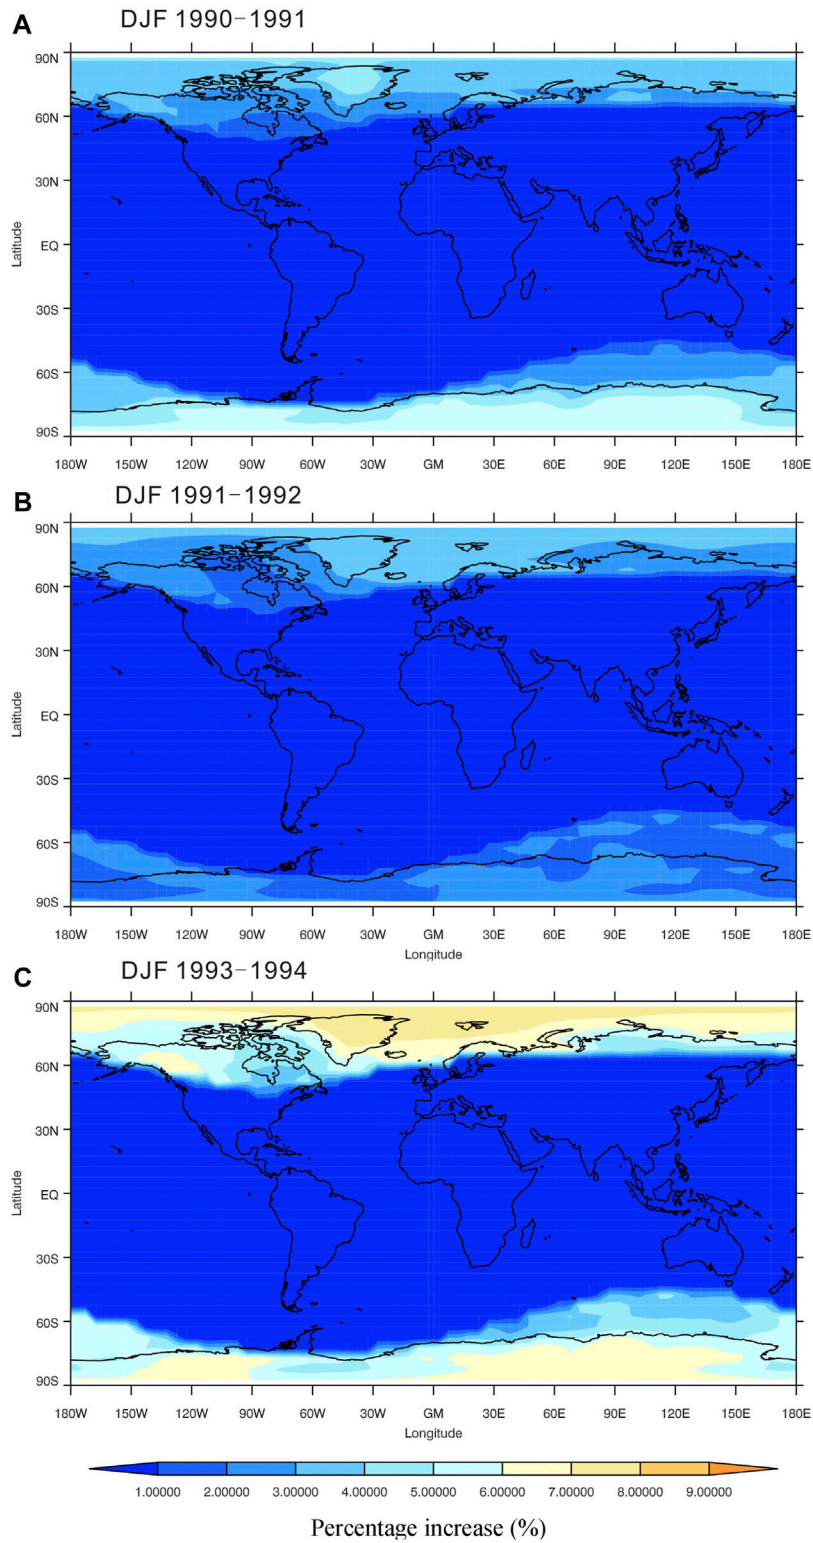 A
DJF 1990-1991
90N
60N
30N
EQ
30S
60S
90S
Latitude
180W 150W 120W 90W 60W 30W GM 30E 60E 90E 120E 150E 180E
B
DJF 1991-1992
90N
60N
30N
EQ
30S
60S
90S
Latitude
180W 150W 120W 90W 60W 30W GM 30E 60E 90E 120E 150E 180E
Longitude
C
DJF 1993-1994
90N
60N
30N
EQ
30S
60S
90S
Latitude
180W 150W 120W 90W 60W 30W GM 30E 60E 90E 120E 150E 180E
Longitude
1.00000 2.00000 3.00000 4.00000 5.00000 6.00000 7.00000 8.00000 9.00000
Percentage increase (%)